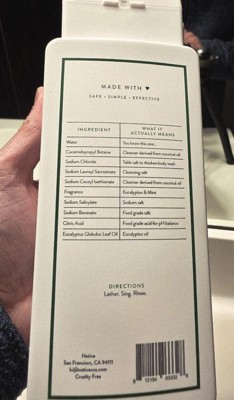 MADE WITH ♥
SAFE • SIMPLE • EFFECTIVE
INGREDIENT WHAT IT ACTUALLY MEANS
Water You know this one...
Cocamidopropyl Betaine Cleanser derived from coconut oil
Sodium Chloride Table salt to thicken body wash
Sodium Lauroyl Sarcosinate Cleansing salt
Sodium Cocoyl Isethionate Cleanser derived from coconut oil
Fragrance Eucalyptus & Mint
Sodium Salicylate Sodium salt
Sodium Benzoate Food grade salt
Citric Acid Food grade acid for pH balance
Eucalyptus Globulus Leaf Oil Eucalyptus oil
DIRECTIONS
Lather. Sing. Rinse.
Native
San Francisco, CA 94111
hi@nativecos.com
Cruelty Free